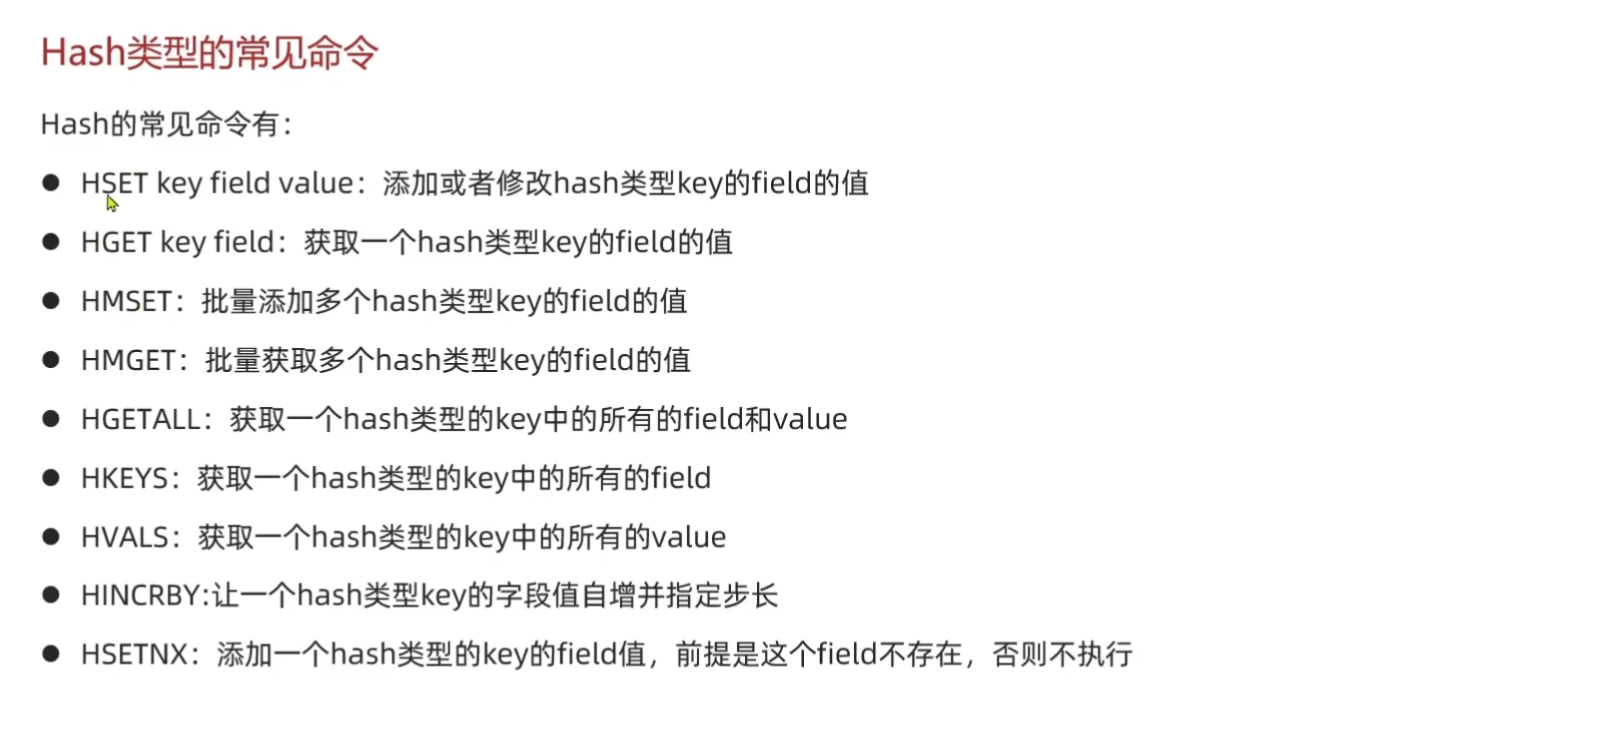 Hash类型的常见命令
Hash的常见命令有：
● HSET key field value：添加或者修改hash类型key的field的值
● HGET key field：获取一个hash类型key的field的值
● HMSET：批量添加多个hash类型key的field的值
● HMGET：批量获取多个hash类型key的field的值
● HGETALL：获取一个hash类型的key中的所有的field和value
● HKEYS：获取一个hash类型的key中的所有的field
● HVALS：获取一个hash类型的key中的所有的value
● HINCRBY:让一个hash类型key的字段值自增并指定步长
● HSETNX：添加一个hash类型的key的field值，前提是这个field不存在，否则不执行